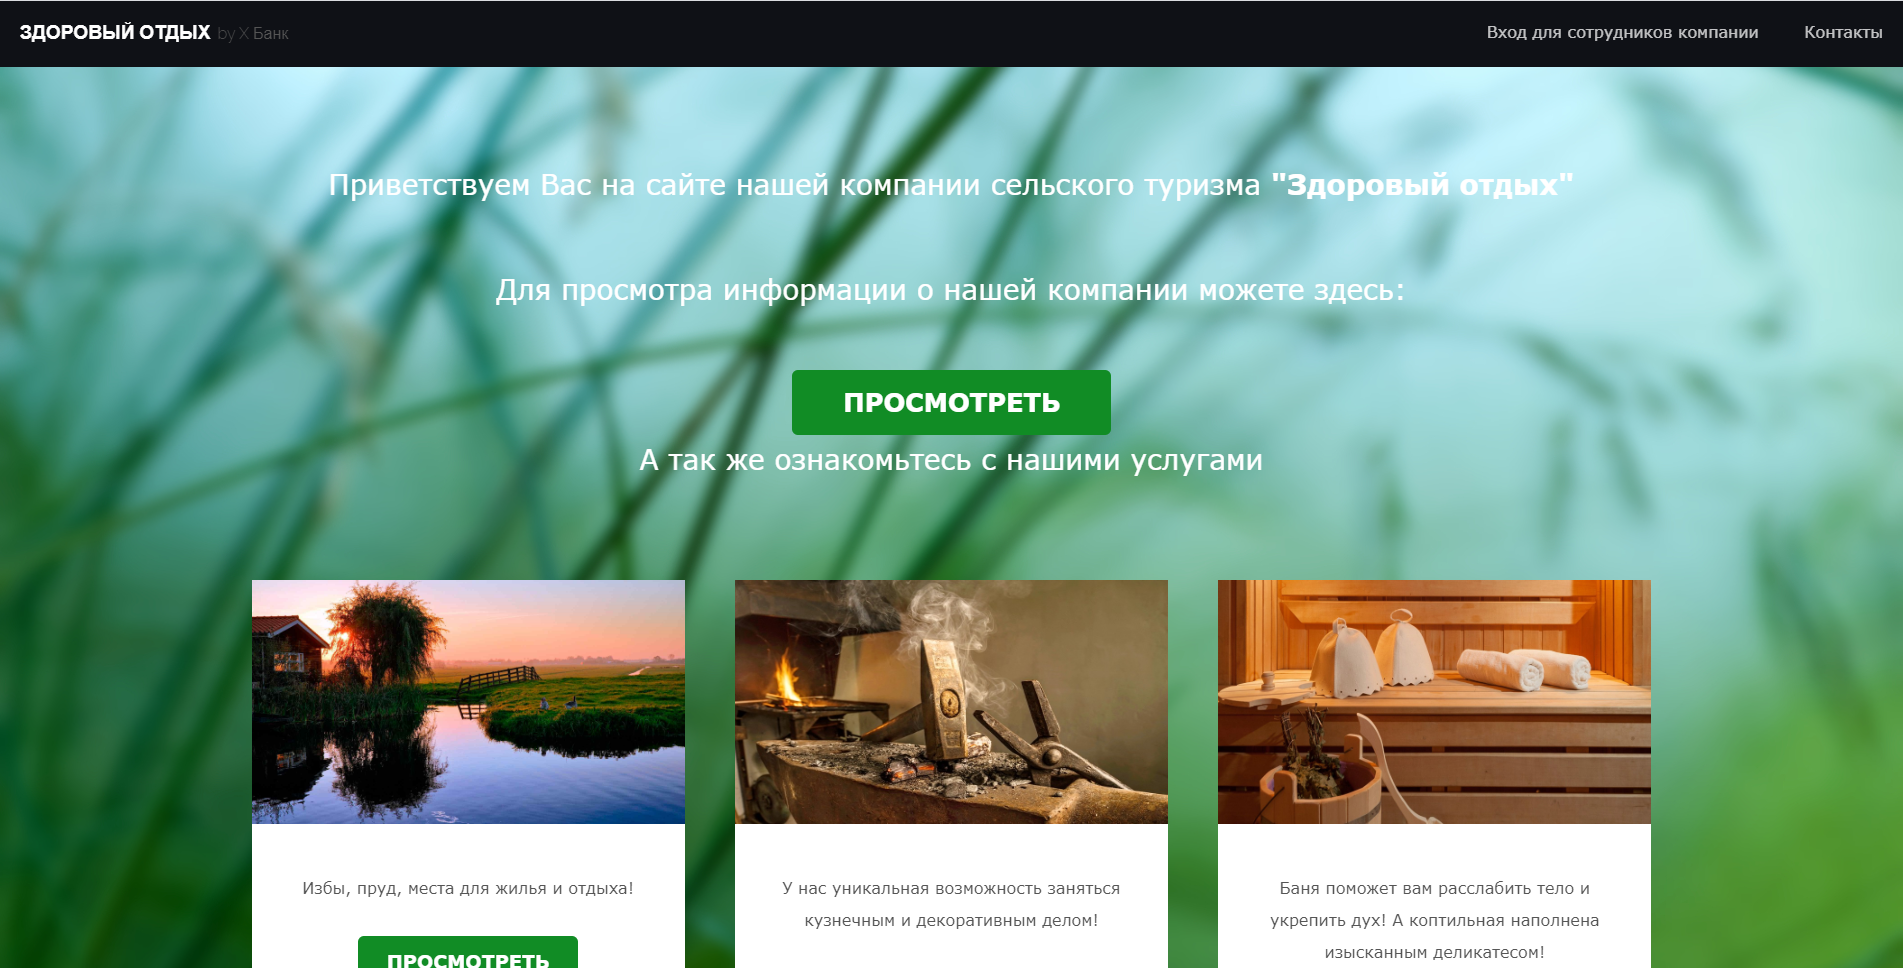 ЗДОРОВЫЙ ОТДЫХ by X Банк
Вход для сотрудников компании
Контакты
Приветствуем Вас на сайте нашей компании сельского туризма "Здоровый отдых"
Для просмотра информации о нашей компании можете здесь:
ПРОСМОТРЕТЬ
А так же ознакомьтесь с нашими услугами
Избы, пруд, места для жилья и отдыха!
ПРОСМОТРЕТЬ
У нас уникальная возможность заняться
кузнечным и декоративным делом!
Баня поможет вам расслабить тело и
укрепить дух! А коптильная наполнена
изысканным деликатесом!